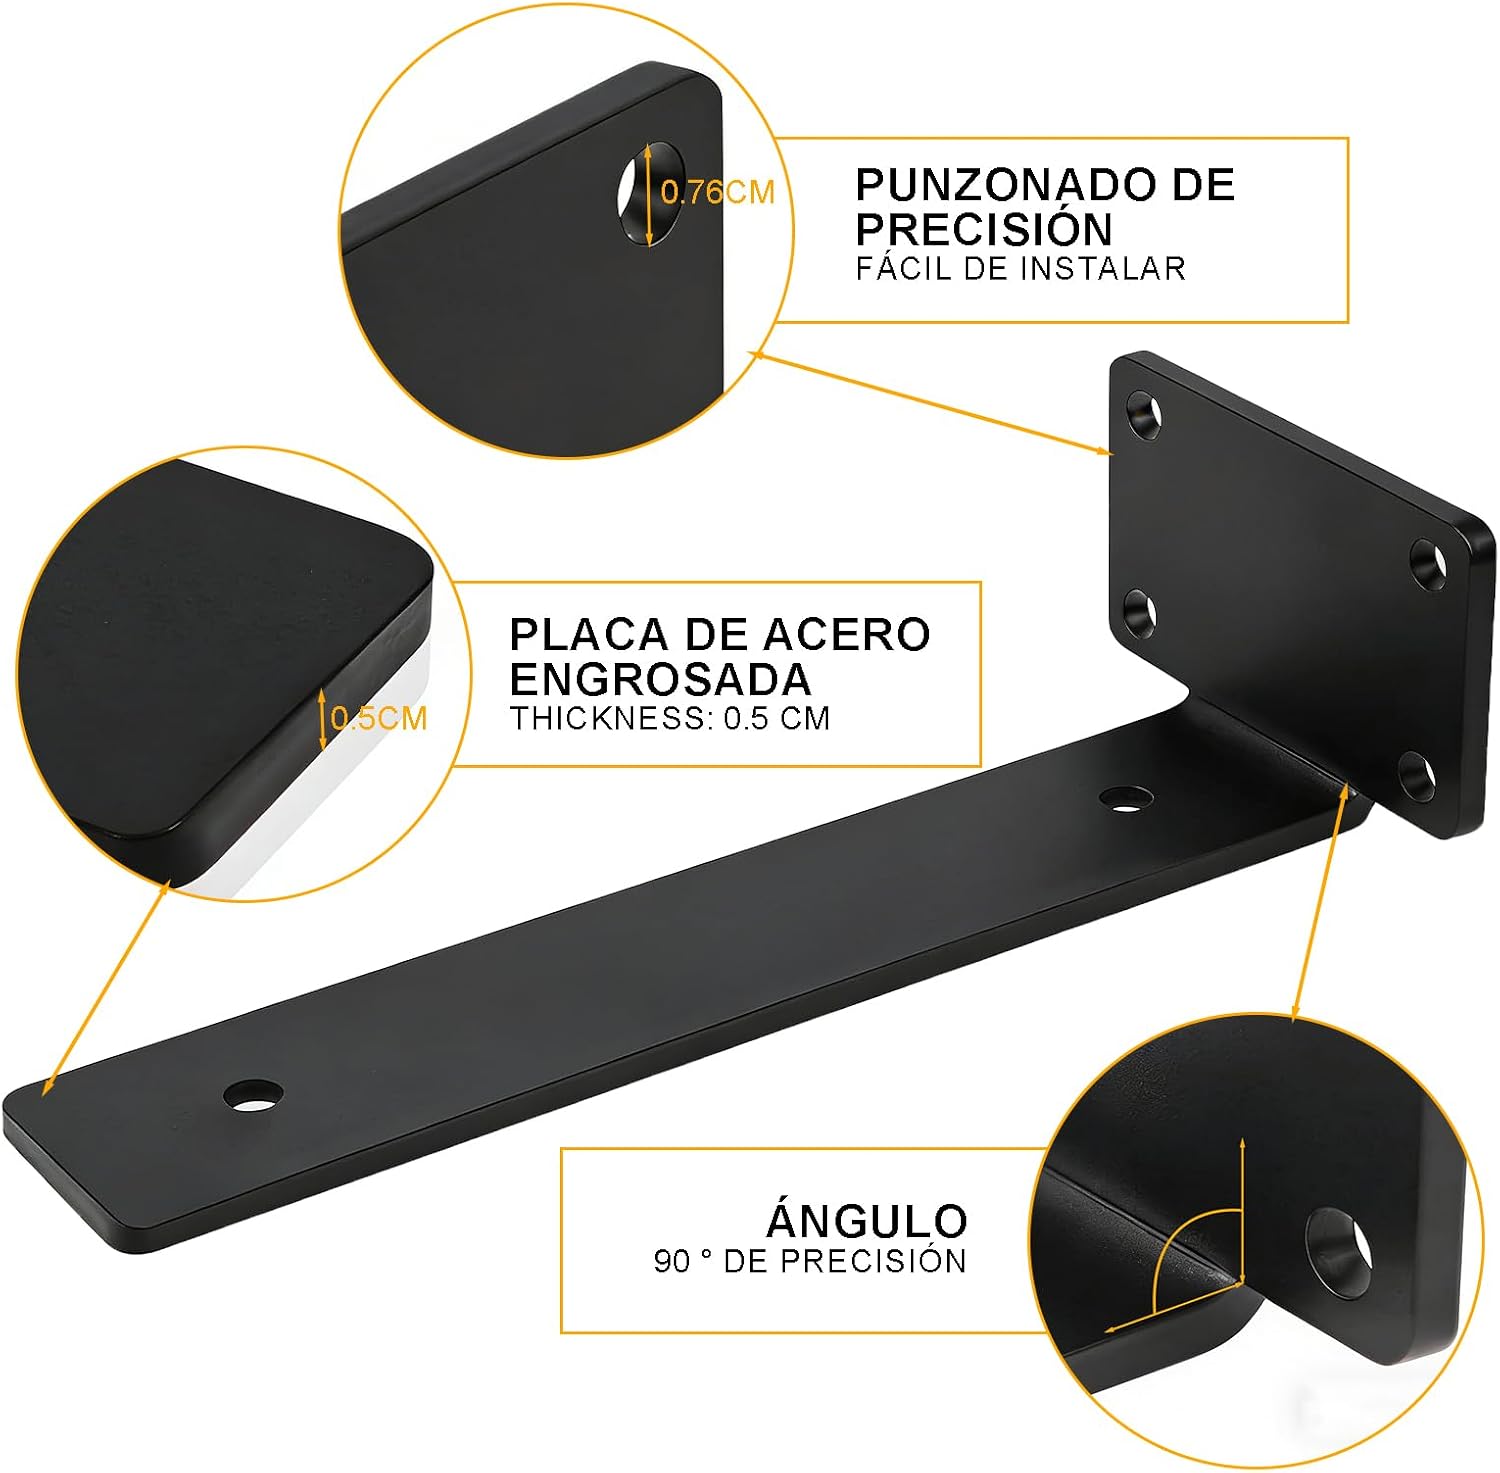 0.76CM
PUNZONADO DE
PRECISIÓN
FÁCIL DE INSTALAR
PLACA DE ACERO
ENGROSADA
THICKNESS: 0.5 CM
0.5CM
ÁNGULO
90 ° DE PRECISIÓN